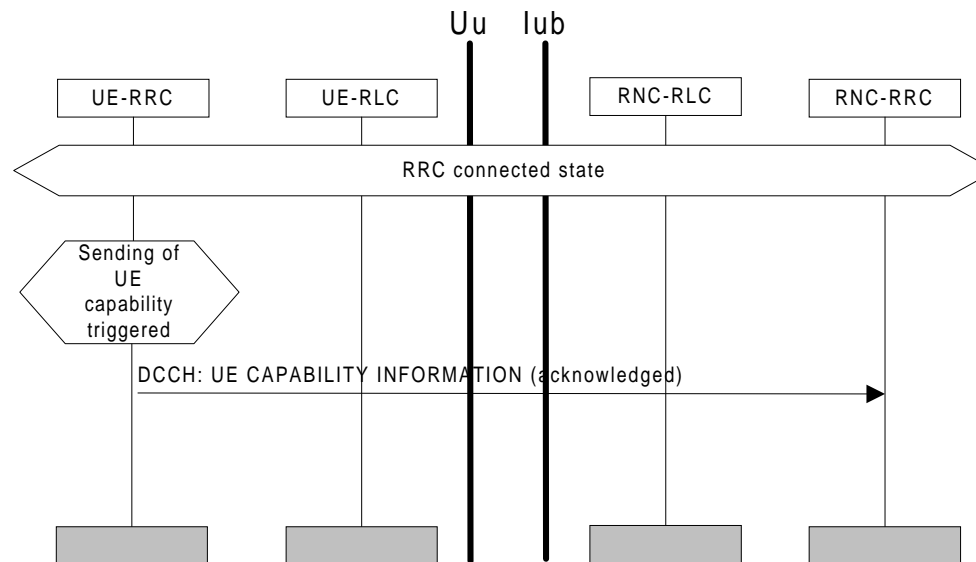 Uu Iub
UE-RRC UE-RLC RNC-RLC RNC-RRC
RRC connected state
Sending of
UE
capability
triggered
DCCH: UE CAPABILITY INFORMATION (acknowledged)